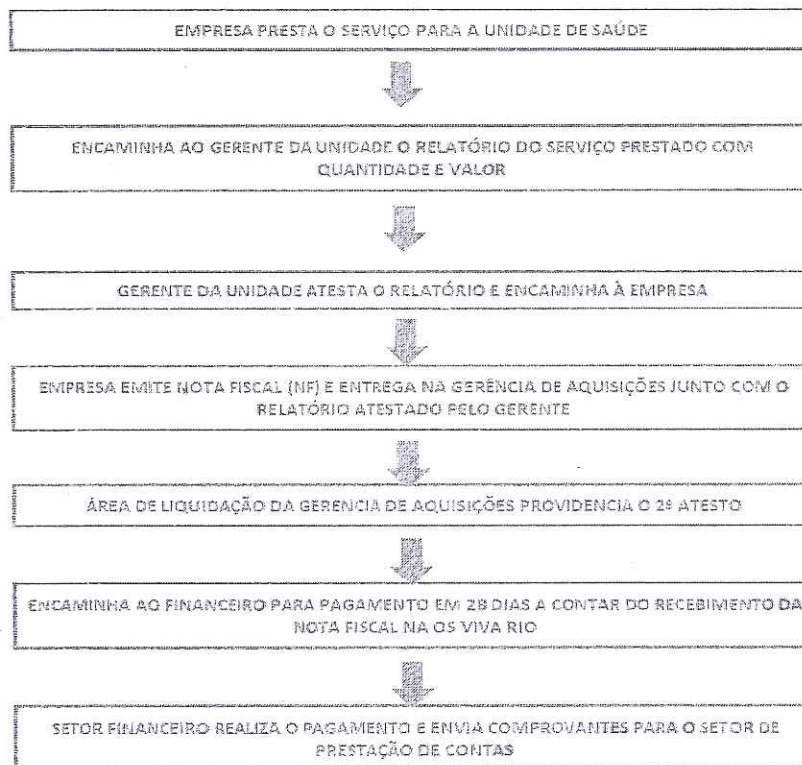 EMPRESA PRESTA O SERVIÇO PARA A UNIDADE DE SAÚDE
ENCAMINHA AO GERENTE DA UNIDADE O RELATÓRIO DO SERVIÇO PRESTADO COM
QUANTIDADE E VALOR
GERENTE DA UNIDADE ATESTA O RELATÓRIO E ENCAMINHA À EMPRESA
EMPRESA EMITE NOTA FISCAL (NF) E ENTREGA NA GERÊNCIA DE AQUISIÇÕES JUNTO COM O
RELATÓRIO ATESTADO PELO GERENTE
ÁREA DE LIQUIDAÇÃO DA GERÊNCIA DE AQUISIÇÕES PROVIDENCIA O 2º ATESTO
ENCAMINHA AO FINANCEIRO PARA PAGAMENTO EM 28 DIAS A CONTAR DO RECEBIMENTO DA
NOTA FISCAL NA OS VIVA RIO
SETOR FINANCEIRO REALIZA O PAGAMENTO E ENVIA COMPROVANTES PARA O SETOR DE
PRESTAÇÃO DE CONTAS